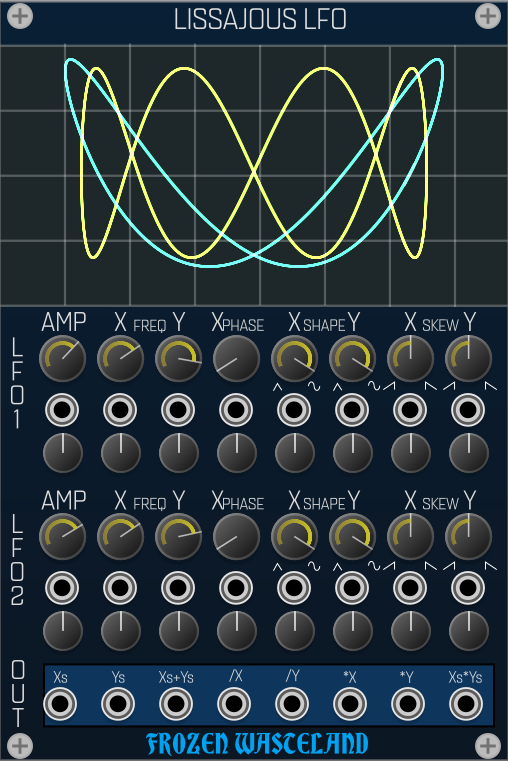 LISSAJOUS LFO
AMP X FREQ Y XPHASE X SHAPE Y X SKEW Y
LFO1
AMP X FREQ Y XPHASE X SHAPE Y X SKEW Y
LFO2
OUT
Xs Ys Xs+Ys /X /Y *X *Y Xs*Ys
FROZEN WASTELAND